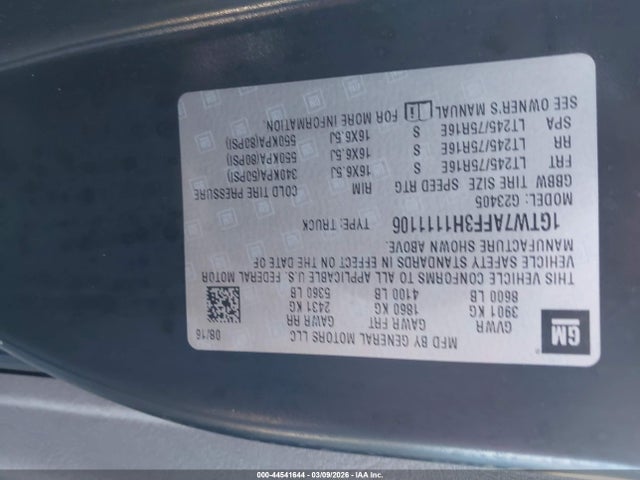 GM
MFD BY GENERAL MOTORS LLC 08/16
GVWR GAWR FRT GAWR RR
3901 KG 1860 KG 2431 KG
8600 LB 4100 LB 5360 LB
THIS VEHICLE CONFORMS TO ALL APPLICABLE U.S. FEDERAL MOTOR
VEHICLE SAFETY STANDARDS IN EFFECT ON THE DATE OF
MANUFACTURE SHOWN ABOVE.
1GTW7AFF3H1111106 TYPE: TRUCK
MODEL: G23405
GBBW TIRE SIZE SPEED RTG RIM COLD TIRE PRESSURE
FRT LT245/75R16E S 16X6.5J 340KPA(50PSI)
RR LT245/75R16E S 16X6.5J 550KPA(80PSI)
SPA LT245/75R16E S 16X6.5J 550KPA(80PSI)
SEE OWNER'S MANUAL FOR MORE INFORMATION.
000-44541644 - 03/09/2026 - IAA Inc.